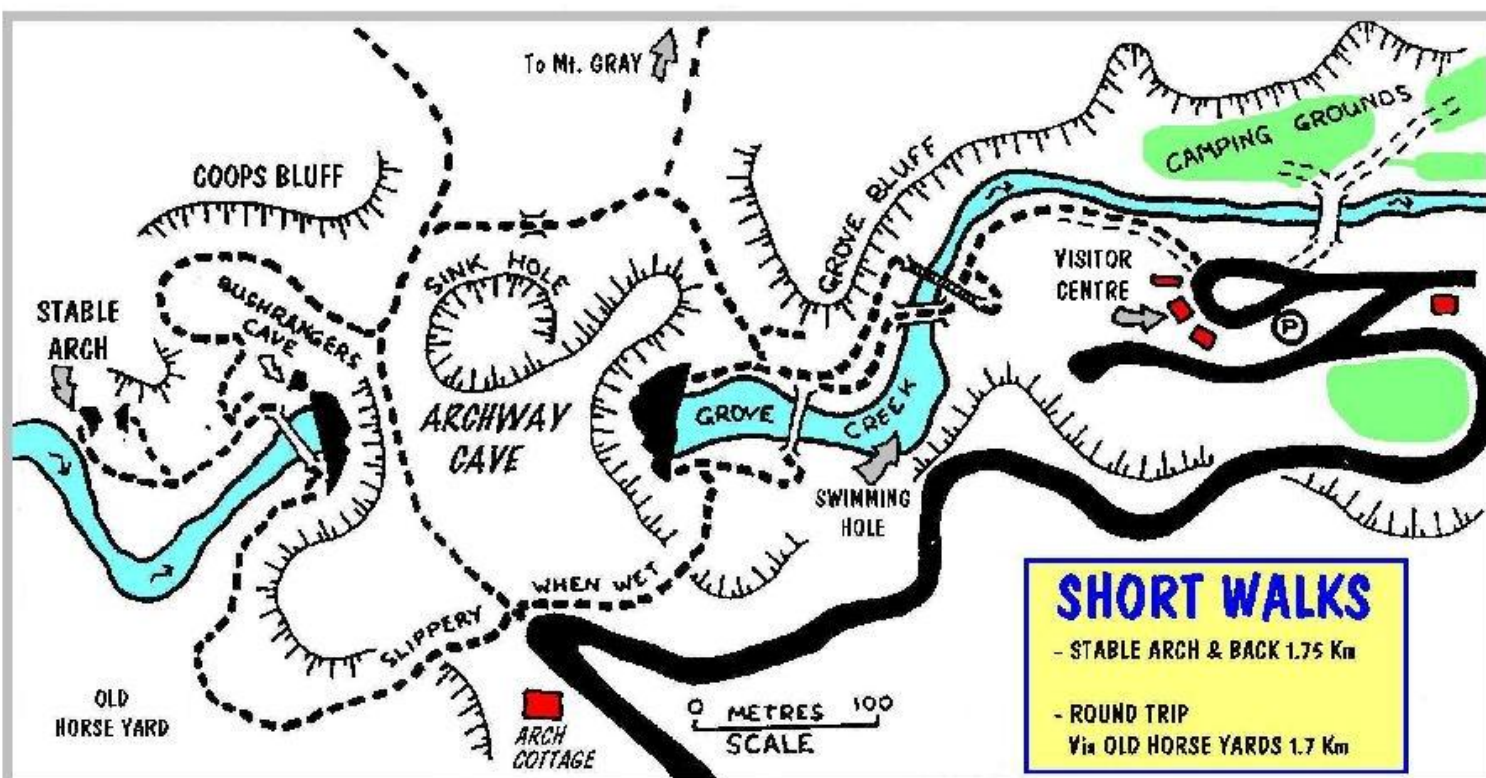 To Mt. GRAY
COOPS BLUFF
CAMPING GROUNDS
GROVE BLUFF
SINK HOLE
VISITOR
CENTRE
BUSHRANGERS
CAVE
STABLE
ARCH
P
ARCHWAY
CAVE
GROVE CREEK
SWIMMING
HOLE
WHEN WET
SLIPPERY
OLD
HORSE YARD
ARCH
COTTAGE
0 METRES 100
SCALE
SHORT WALKS
- STABLE ARCH & BACK 1.75 Km
- ROUND TRIP
Via OLD HORSE YARDS 1.7 Km